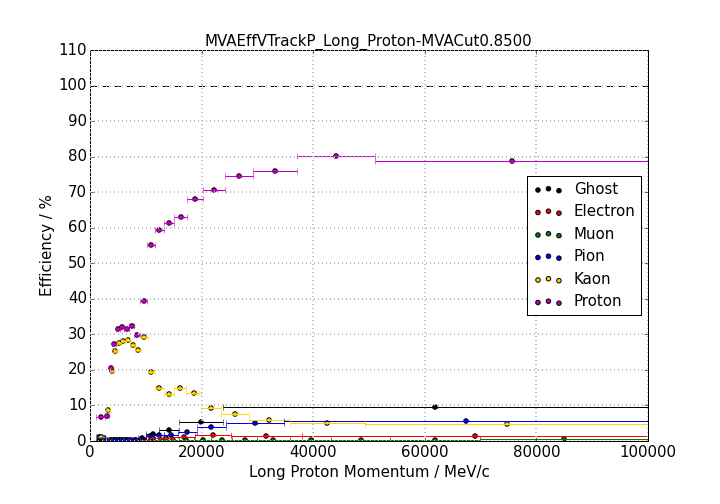 MVAEffVTrackP_Long_Proton-MVACut0.8500
110
100
90
80
70
60
50
40
30
20
10
0
Efficiency / %
Ghost
Electron
Muon
Pion
Kaon
Proton
0 20000 40000 60000 80000 100000
Long Proton Momentum / MeV/c